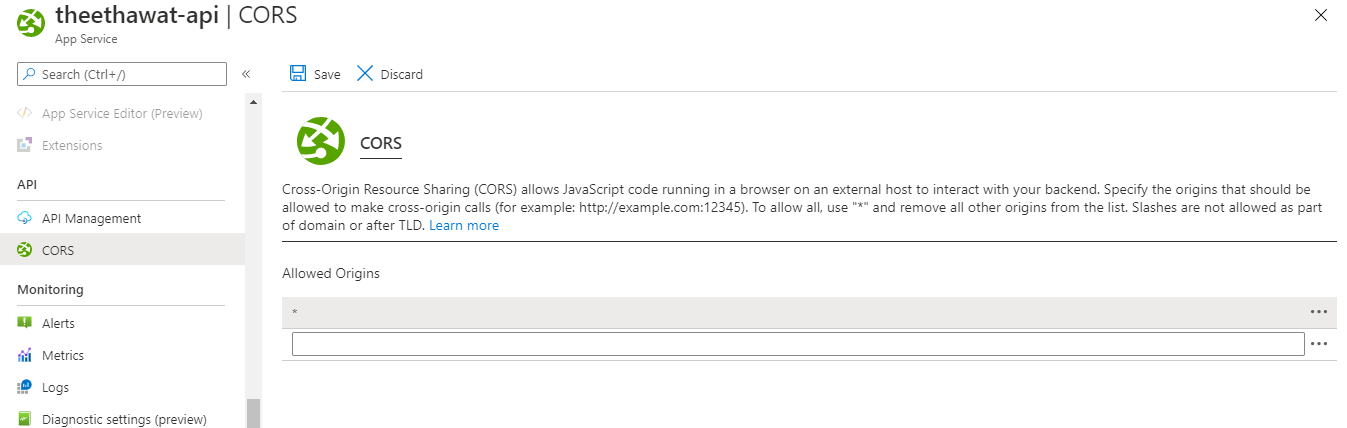 theethawat-api | CORS
App Service
Search (Ctrl+/)
«
App Service Editor (Preview)
Extensions
API
API Management
CORS
Monitoring
Alerts
Metrics
Logs
Diagnostic settings (preview)
Save
Discard
CORS
Cross-Origin Resource Sharing (CORS) allows JavaScript code running in a browser on an external host to interact with your backend. Specify the origins that should be
allowed to make cross-origin calls (for example: http://example.com:12345). To allow all, use "*" and remove all other origins from the list. Slashes are not allowed as part
of domain or after TLD. Learn more
Allowed Origins
*